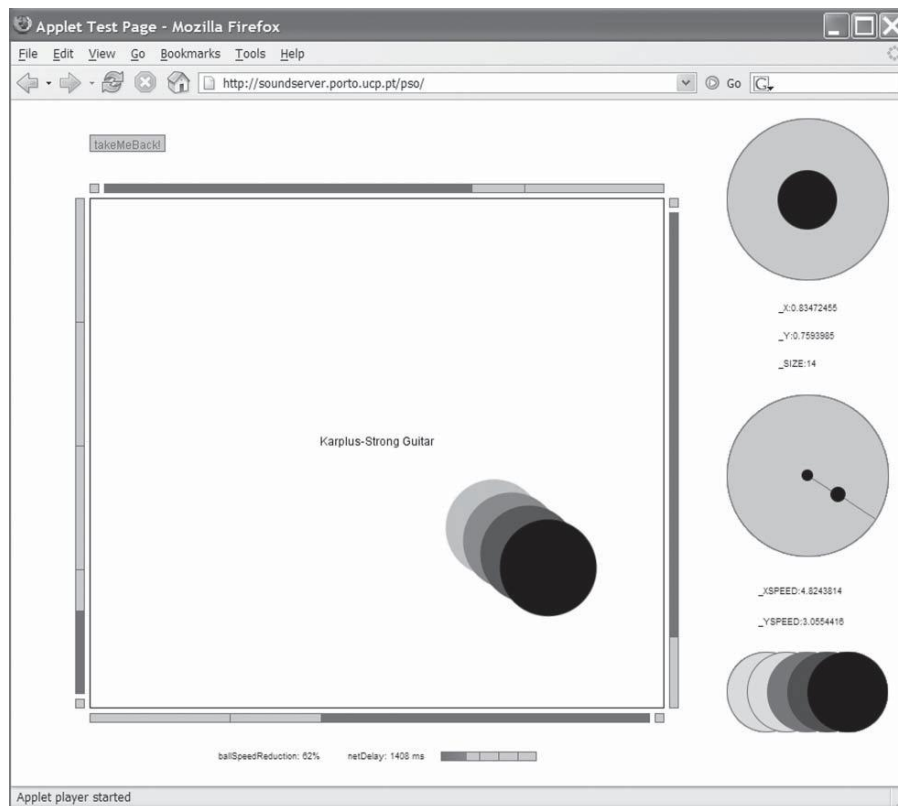 Applet Test Page - Mozilla Firefox
File Edit View Go Bookmarks Tools Help
http://soundserver.porto.ucp.pt/pso/ Go G
takeMeBack!
_X:0.83472455
_Y:0.7593985
_SIZE:14
Karplus-Strong Guitar
_XSPEED:4.8243814
_YSPEED:3.0554416
ballSpeedReduction: 62% netDelay: 1408 ms
Applet player started